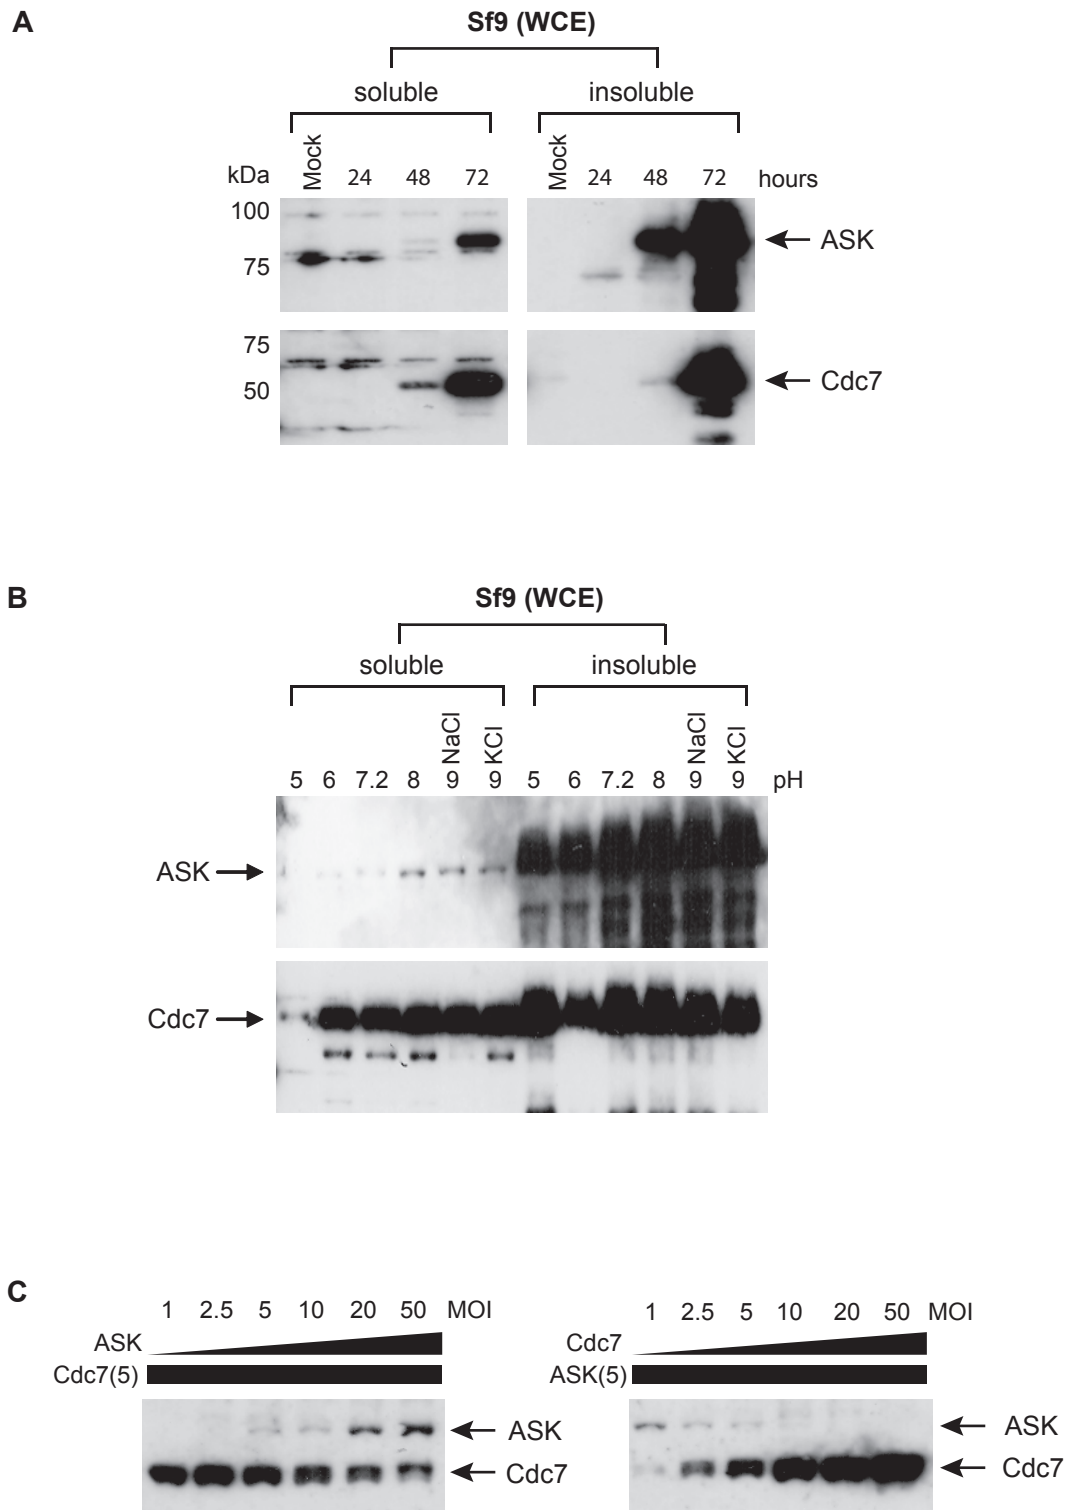 A
Sf9 (WCE)
soluble insoluble
kDa Mock 24 48 72 Mock 24 48 72 hours
100
75
ASK
75
50
Cdc7
B
Sf9 (WCE)
soluble insoluble
5 6 7.2 8 9 NaCl 9 KCl 5 6 7.2 8 9 NaCl 9 KCl pH
ASK
Cdc7
C
1 2.5 5 10 20 50 MOI
ASK
Cdc7(5)
ASK
Cdc7
1 2.5 5 10 20 50 MOI
Cdc7
ASK(5)
ASK
Cdc7